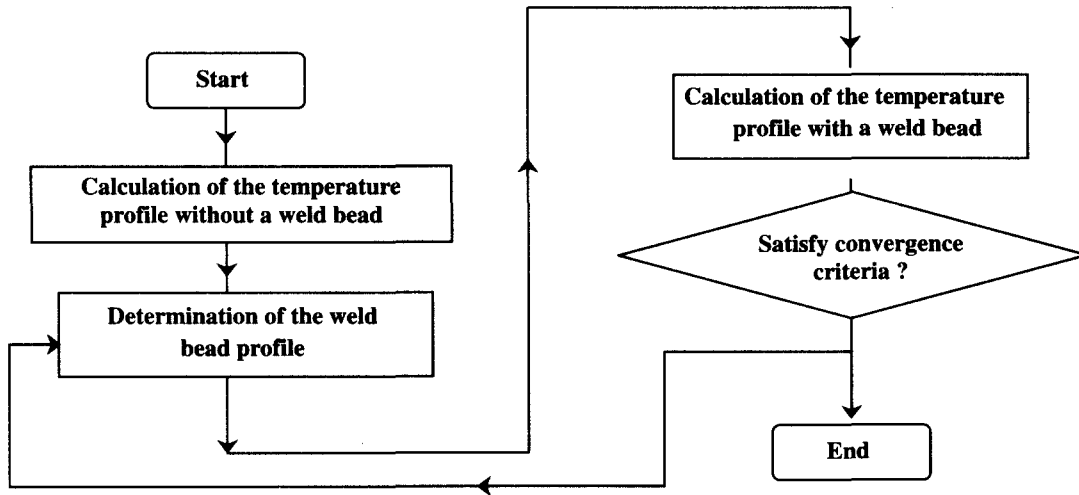 Start
Calculation of the temperature
profile without a weld bead
Determination of the weld
bead profile
Calculation of the temperature
profile with a weld bead
Satisfy convergence
criteria ?
End